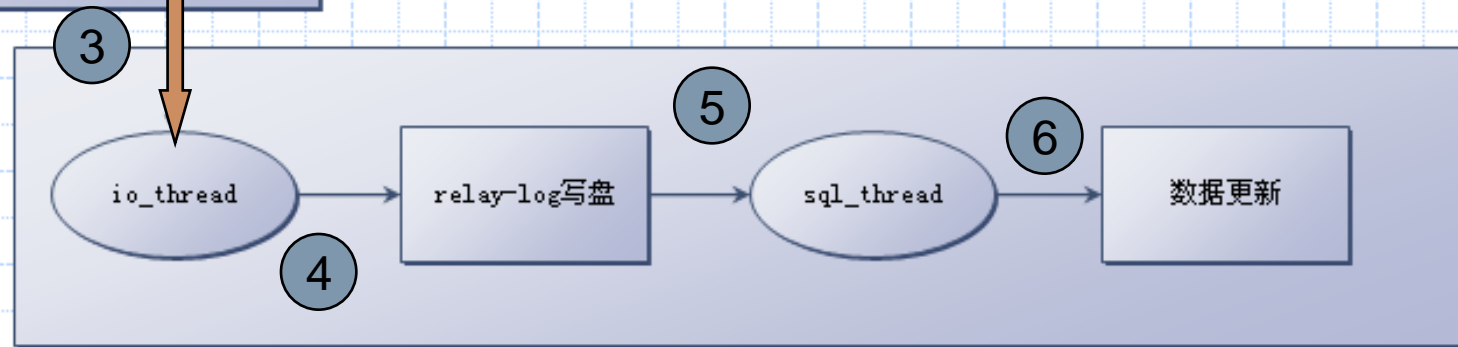 3
5
6
io_thread
relay-log写盘
sql_thread
数据更新
4